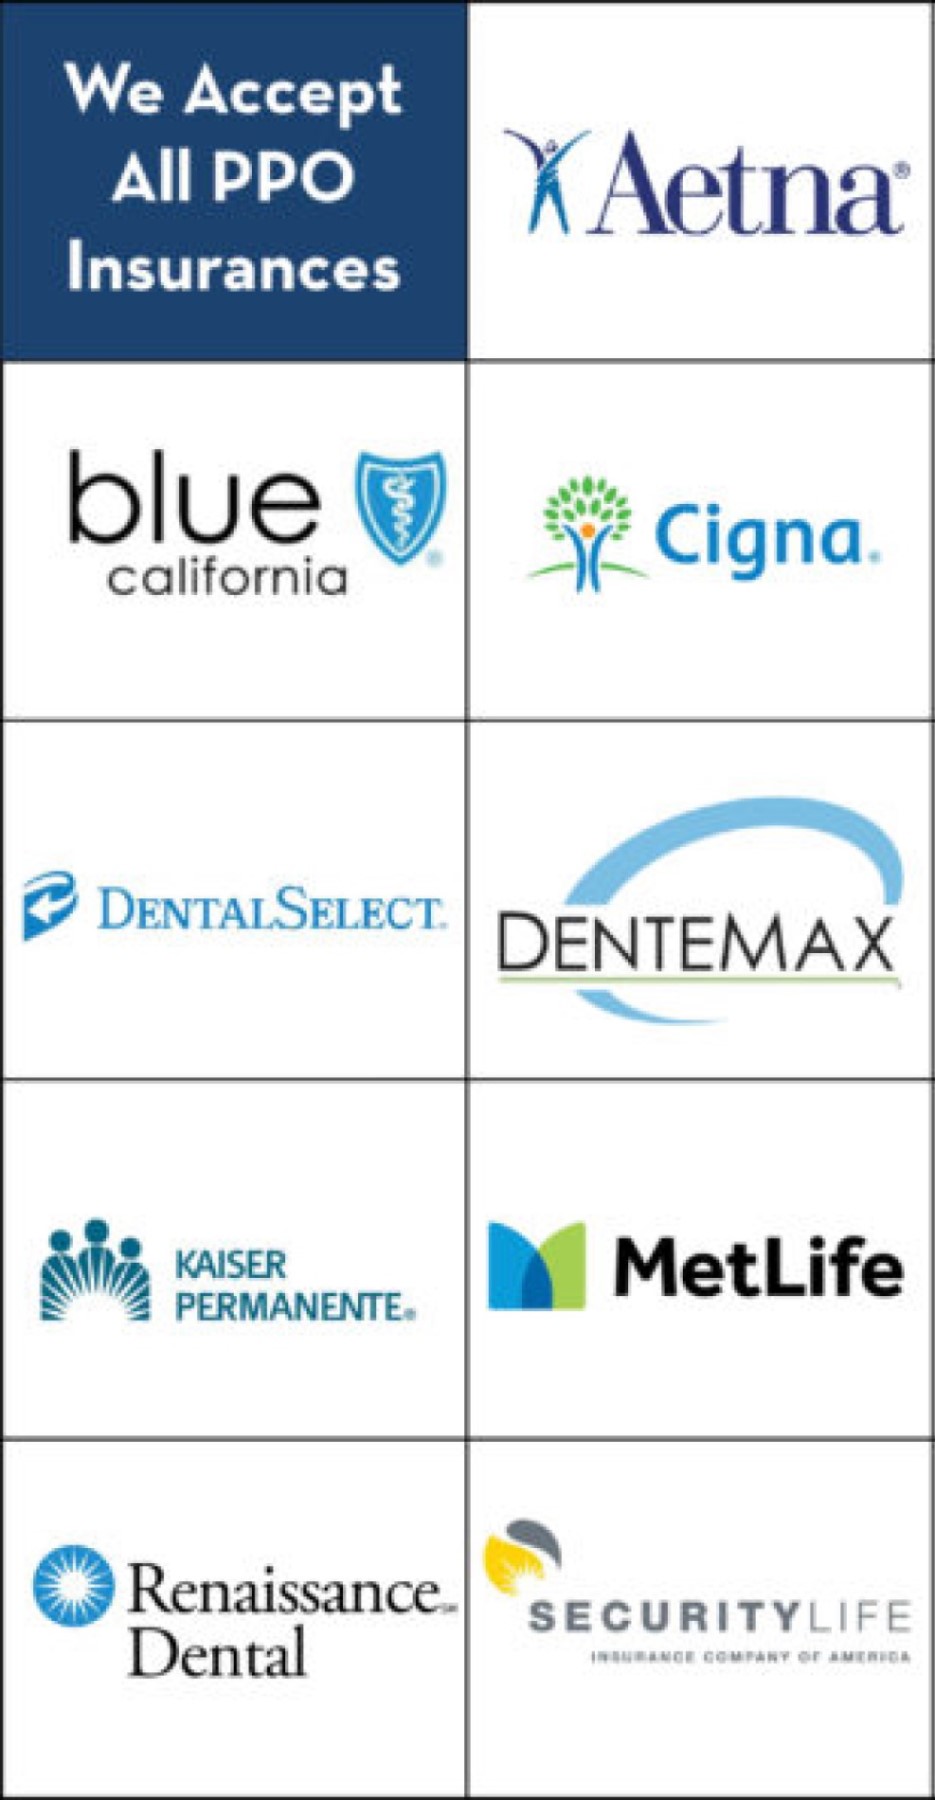 We Accept
All PPO
Insurances
Aetna®
blue
california
®
Cigna®
DENTALSELECT.
DENTEMAX
KAISER
PERMANENTE®
MetLife
Renaissance℠
Dental
SECURITYLIFE
INSURANCE COMPANY OF AMERICA